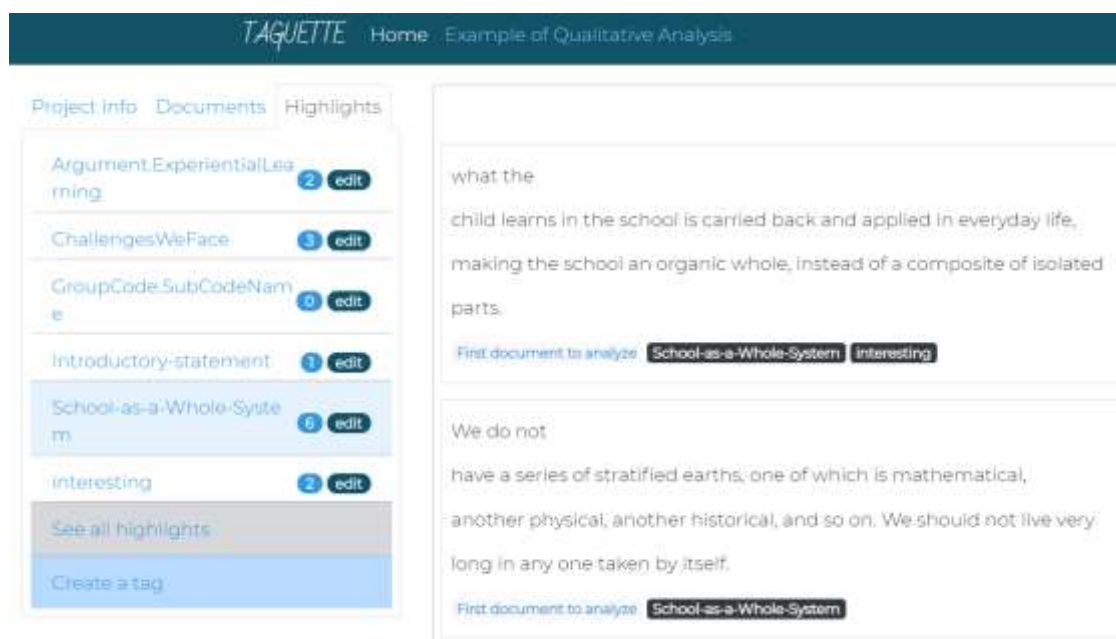 TAGUETTE Home Example of Qualitative Analysis
Project info Documents Highlights
Argument.ExperientialLea
rning
2 edit
ChallengesWeFace 3 edit
GroupCode.SubCodeNam
e
0 edit
Introductory-statement 1 edit
School-as-a-Whole-Syste
m
6 edit
interesting 2 edit
See all highlights
Create a tag
what the
child learns in the school is carried back and applied in everyday life,
making the school an organic whole, instead of a composite of isolated
parts.
First document to analyze School-as-a-Whole-System interesting
We do not
have a series of stratified earths, one of which is mathematical,
another physical, another historical, and so on. We should not live very
long in any one taken by itself.
First document to analyze School-as-a-Whole-System